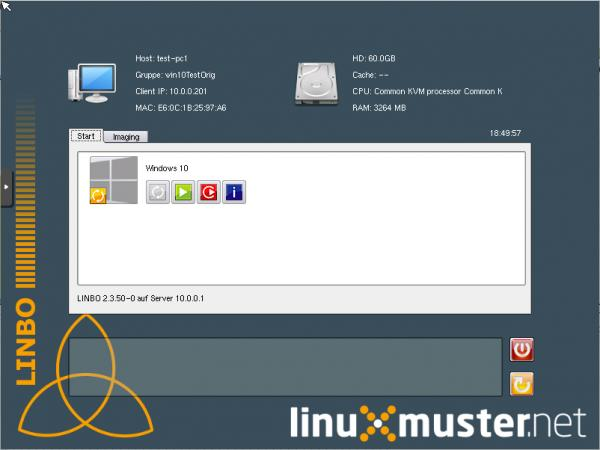 Host: test-pc1
Gruppe: win10TestOrig
Client IP: 10.0.0.201
MAC: E6:0C:1B:25:97:A6
HD: 60.0GB
Cache: --
CPU: Common KVM processor Common K
RAM: 3264 MB
Start
Imaging
18:49:57
Windows 10
i
LINBO 2.3.50-0 auf Server 10.0.0.1
LINBO
linuxmuster.net